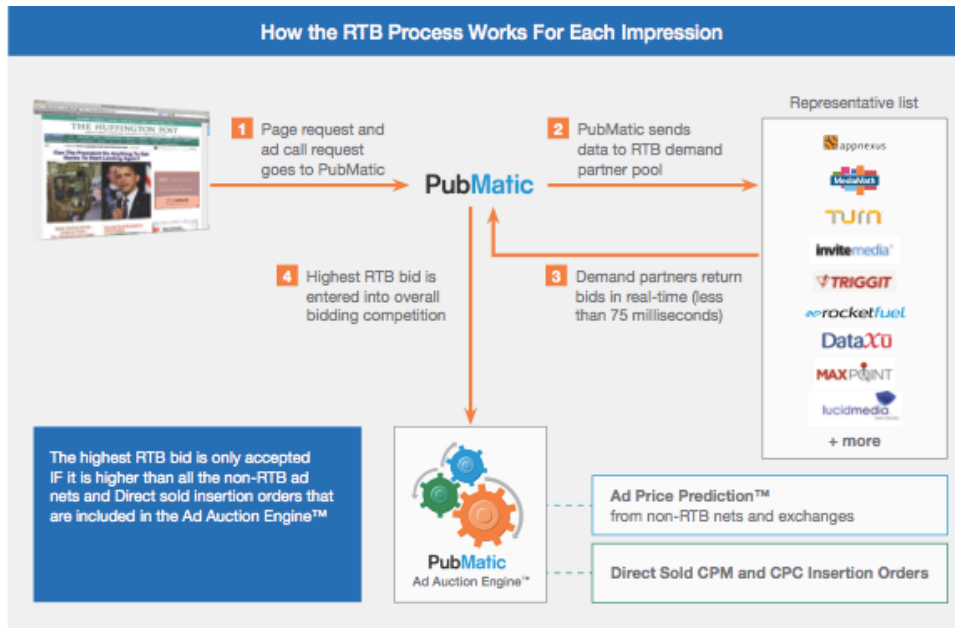 How the RTB Process Works For Each Impression
THE HUFFINGTON POST
1 Page request and
ad call request
goes to PubMatic
PubMatic
2 PubMatic sends
data to RTB demand
partner pool
Representative list
appnexus
MediaMath
TURN
invitemedia
TRIGGIT
rocketfuel
DataXu
MAXPOINT
lucidmedia
+ more
3 Demand partners return
bids in real-time (less
than 75 milliseconds)
4 Highest RTB bid is
entered into overall
bidding competition
The highest RTB bid is only accepted
IF it is higher than all the non-RTB ad
nets and Direct sold insertion orders that
are included in the Ad Auction Engine™
PubMatic
Ad Auction Engine™
Ad Price Prediction™
from non-RTB nets and exchanges
Direct Sold CPM and CPC Insertion Orders